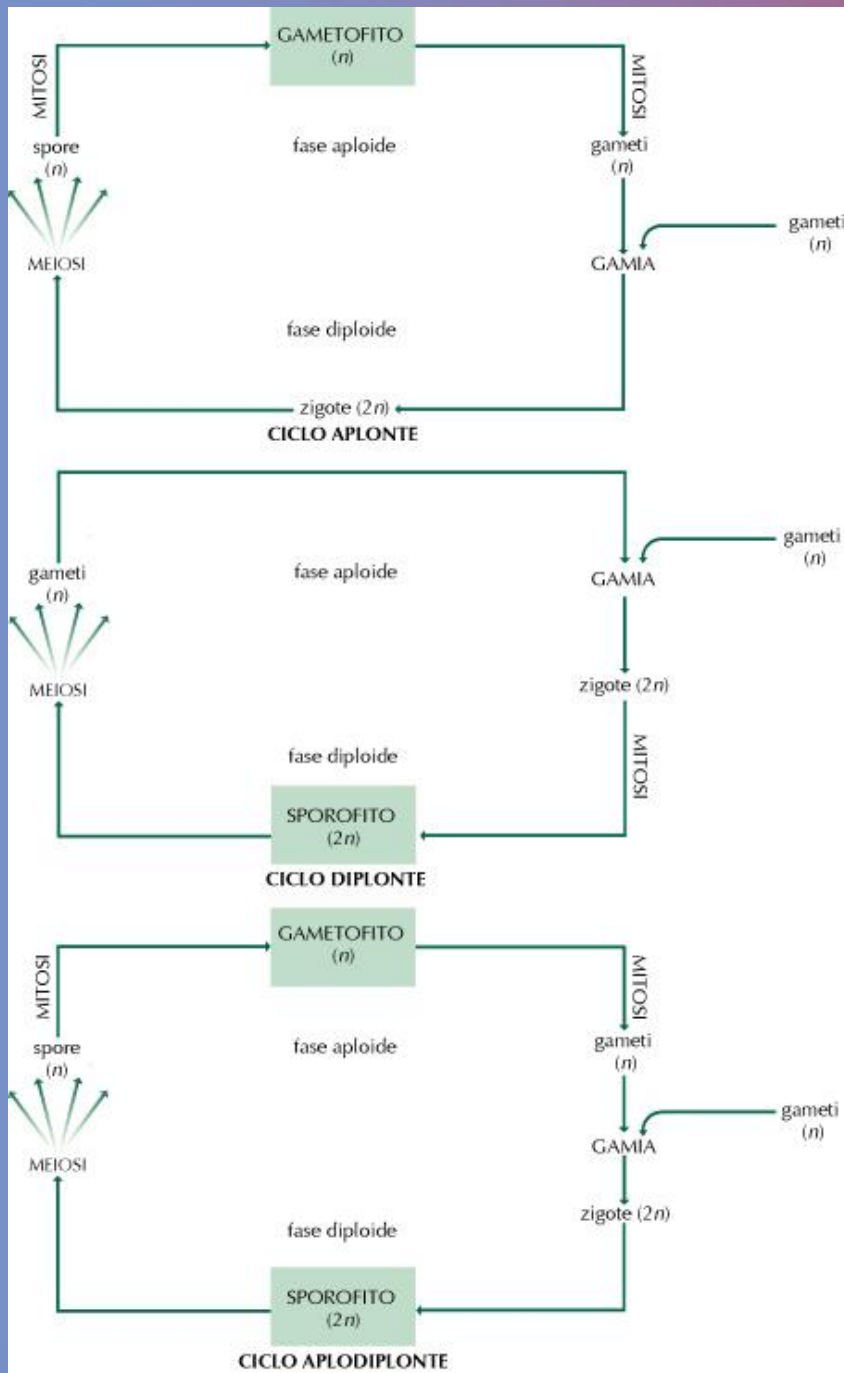 GAMETOFITO
(n)
MITOSI
MITOSI
spore
(n)
fase aploide
gameti
(n)
gameti
(n)
MEIOSI
GAMIA
fase diploide
zigote (2n)
CICLO APLONTE
gameti
(n)
fase aploide
GAMIA
gameti
(n)
MEIOSI
zigote (2n)
fase diploide
MITOSI
SPOROFITO
(2n)
CICLO DIPLONTE
GAMETOFITO
(n)
MITOSI
MITOSI
spore
(n)
fase aploide
gameti
(n)
gameti
(n)
GAMIA
MEIOSI
zigote (2n)
fase diploide
SPOROFITO
(2n)
CICLO APLODIPLONTE